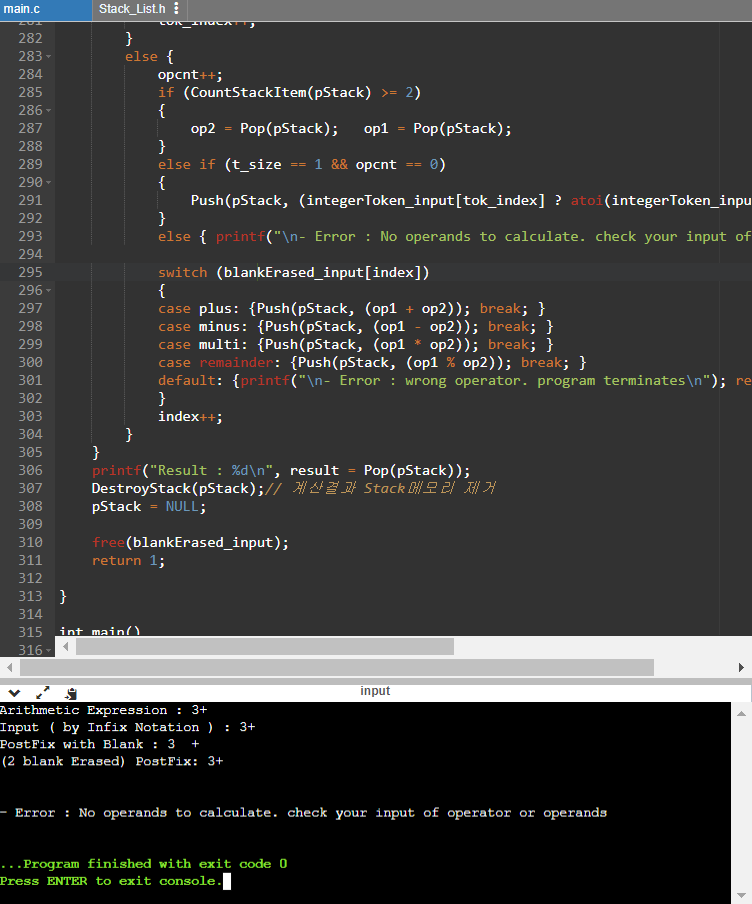 main.c Stack_List.h
281 tok_index++;
282 }
283 else {
284 opcnt++;
285 if (CountStackItem(pStack) >= 2)
286 {
287 op2 = Pop(pStack); op1 = Pop(pStack);
288 }
289 else if (t_size == 1 && opcnt == 0)
290 {
291 Push(pStack, (integerToken_input[tok_index] ? atoi(integerToken_inpu
292 }
293 else { printf("\n- Error : No operands to calculate. check your input of
294
295 switch (blankErased_input[index])
296 {
297 case plus: {Push(pStack, (op1 + op2)); break; }
298 case minus: {Push(pStack, (op1 - op2)); break; }
299 case multi: {Push(pStack, (op1 * op2)); break; }
300 case remainder: {Push(pStack, (op1 % op2)); break; }
301 default: {printf("\n- Error : wrong operator. program terminates\n"); re
302 }
303 index++;
304 }
305 }
306 printf("Result : %d\n", result = Pop(pStack));
307 DestroyStack(pStack);// 계산결과 Stack메모리 제거
308 pStack = NULL;
309
310 free(blankErased_input);
311 return 1;
312
313 }
314
315 int main()
316
input
Arithmetic Expression : 3+
Input ( by Infix Notation ) : 3+
PostFix with Blank : 3  +
(2 blank Erased) PostFix: 3+
- Error : No operands to calculate. check your input of operator or operands
...Program finished with exit code 0
Press ENTER to exit console.